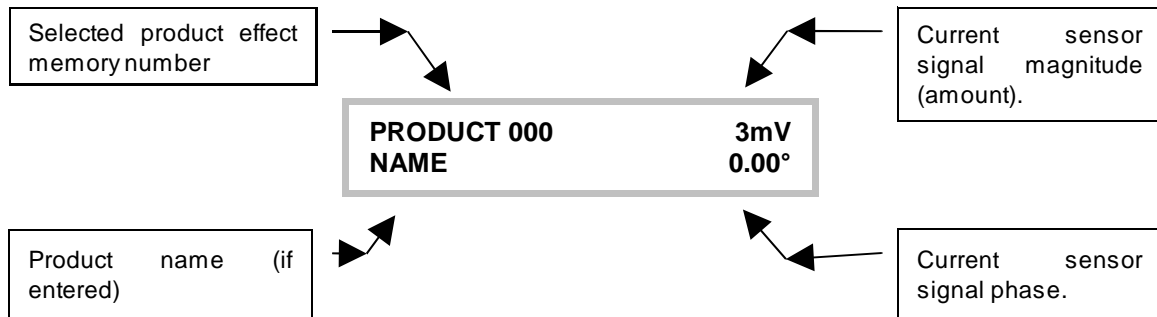 Selected product effect
memory number
Current sensor
signal magnitude
(amount).
PRODUCT 000 3mV
NAME 0.00°
Product name (if
entered)
Current sensor
signal phase.